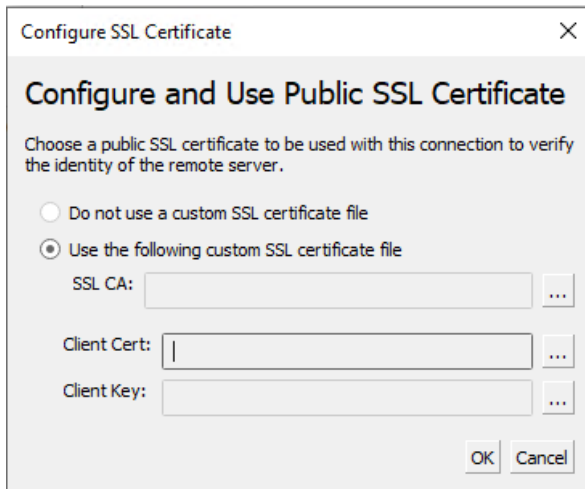 Configure SSL Certificate
Configure and Use Public SSL Certificate
Choose a public SSL certificate to be used with this connection to verify
the identity of the remote server.
Do not use a custom SSL certificate file
Use the following custom SSL certificate file
SSL CA: ...
Client Cert: ...
Client Key: ...
OK Cancel